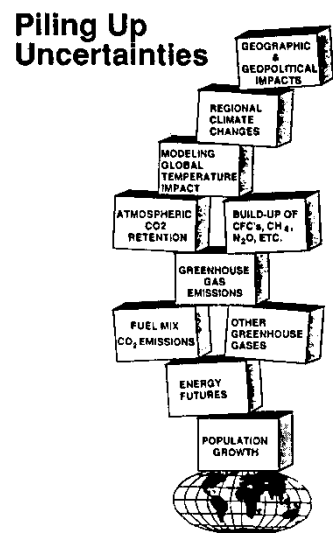 Piling Up
Uncertainties
GEOGRAPHIC
&
GEOPOLITICAL
IMPACTS
REGIONAL
CLIMATE
CHANGES
MODELING
GLOBAL
TEMPERATURE
IMPACT
ATMOSPHERIC
CO2
RETENTION
BUILD-UP OF
CFC's, CH₄,
N₂O, ETC.
GREENHOUSE
GAS
EMISSIONS
FUEL MIX
CO₂ EMISSIONS
OTHER
GREENHOUSE
GASES
ENERGY
FUTURES
POPULATION
GROWTH